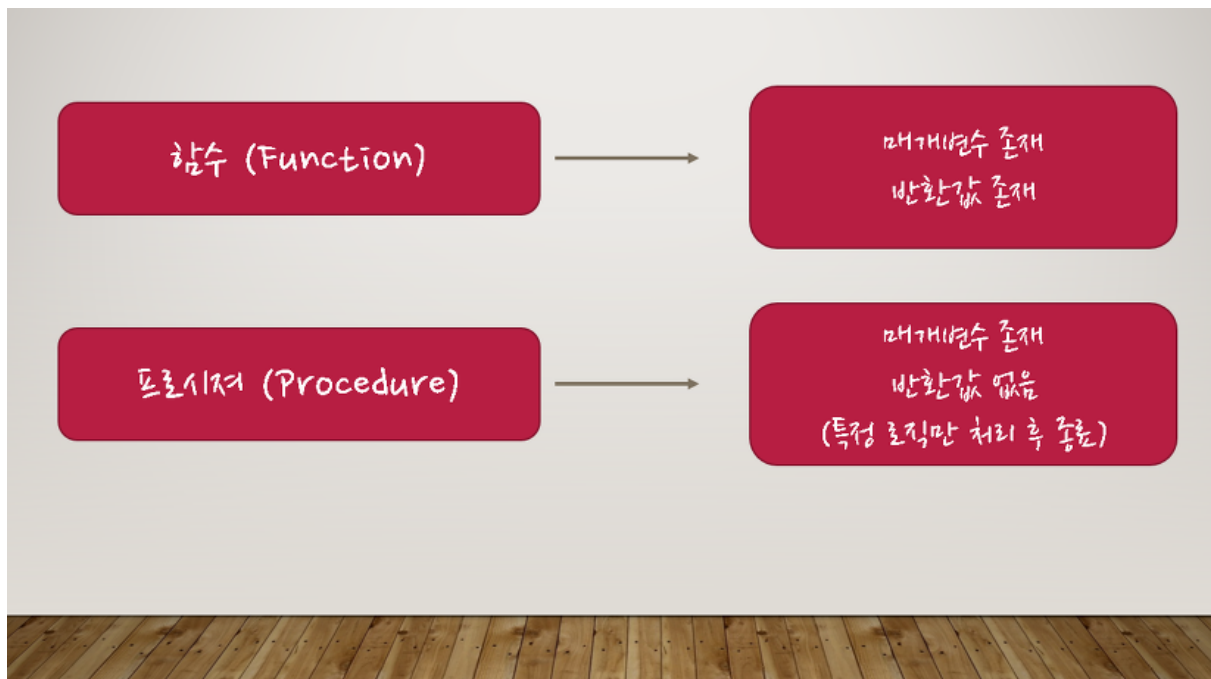 함수 (Function)
매개변수 존재
반환값 존재
프로시져 (Procedure)
매개변수 존재
반환값 없음
(특정 로직만 처리 후 종료)